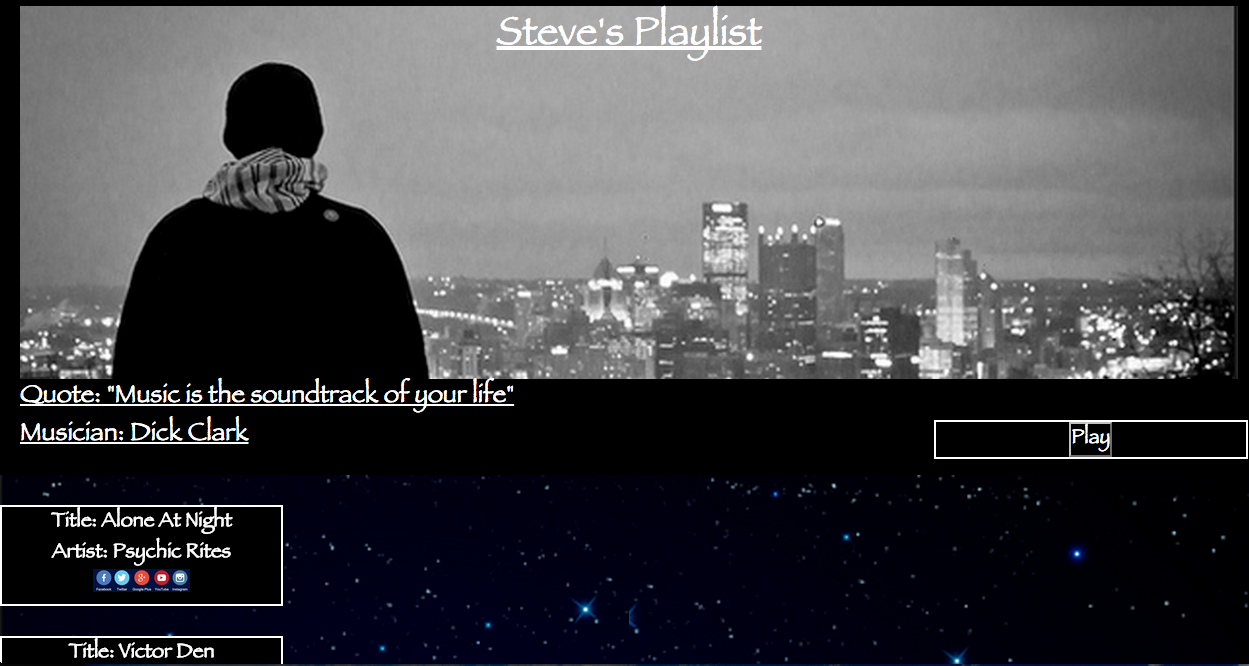 Steve's Playlist
Quote: "Music is the soundtrack of your life"
Musician: Dick Clark
Play
Title: Alone At Night
Artist: Psychic Rites
Facebook Twitter Google Plus YouTube Instagram
Title: Victor Den